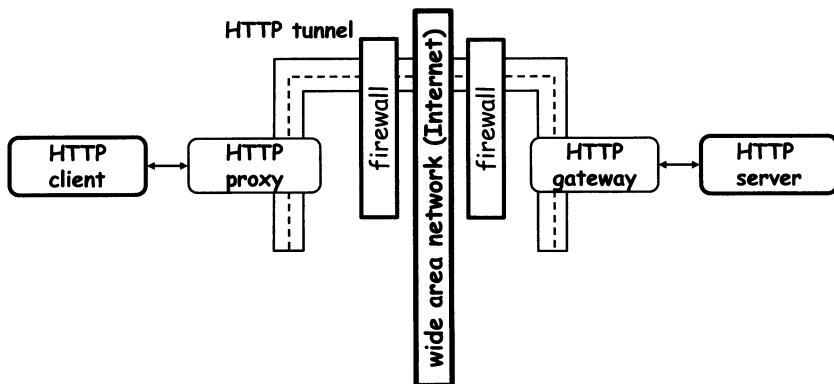 HTTP tunnel
HTTP
client
HTTP
proxy
firewall
wide area network (Internet)
firewall
HTTP
gateway
HTTP
server